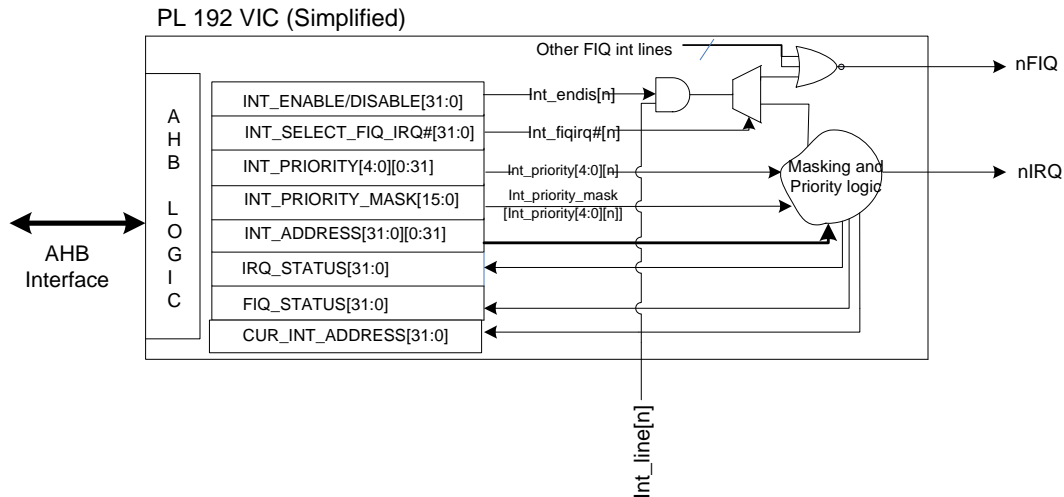 PL 192 VIC (Simplified)
Other FIQ int lines
nFIQ
A
H
B
L
O
G
I
C
INT_ENABLE/DISABLE[31:0]
Int_endis[n]
INT_SELECT_FIQ_IRQ#[31:0]
Int_fiqirq#[n]
INT_PRIORITY[4:0][0:31]
Int_priority[4:0][n]
Masking and
Priority logic
nIRQ
INT_PRIORITY_MASK[15:0]
Int_priority_mask
[Int_priority[4:0][n]]
INT_ADDRESS[31:0][0:31]
IRQ_STATUS[31:0]
FIQ_STATUS[31:0]
CUR_INT_ADDRESS[31:0]
AHB
Interface
Int_line[n]